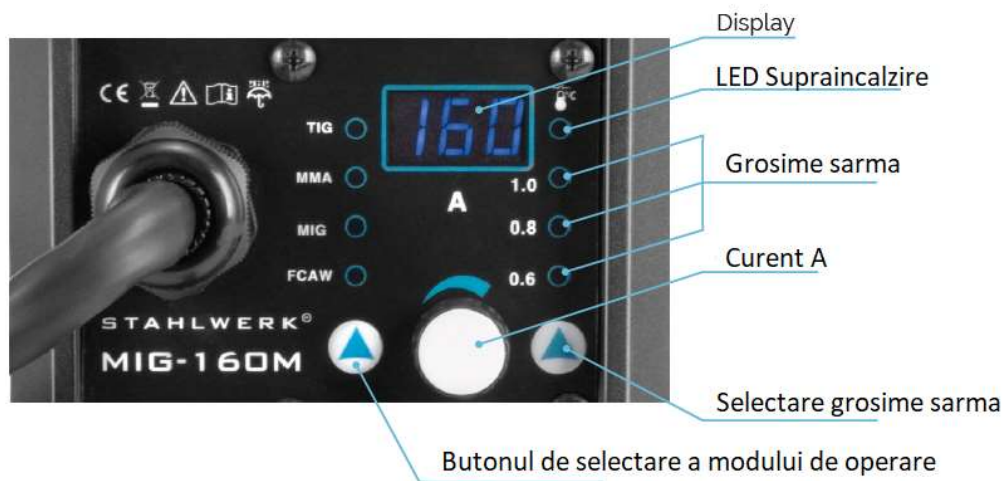 Display
LED Supraincalzire
Grosime sarma
Curent A
Selectare grosime sarma
Butonul de selectare a modului de operare
CE
°C
160
TIG
MMA
MIG
FCAW
A
1.0
0.8
0.6
STAHLWERK®
MIG-160M